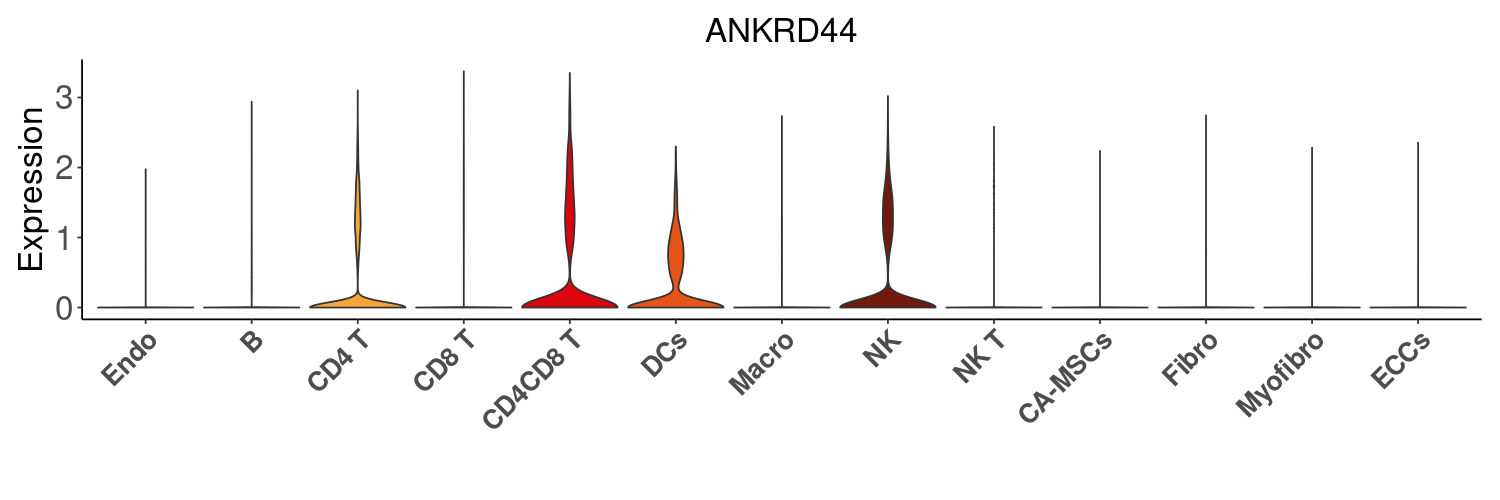 ANKRD44
Expression
3
2
1
0
Endo
B
CD4 T
CD8 T
CD4CD8 T
DCs
Macro
NK
NK T
CA-MSCs
Fibro
Myofibro
ECCs